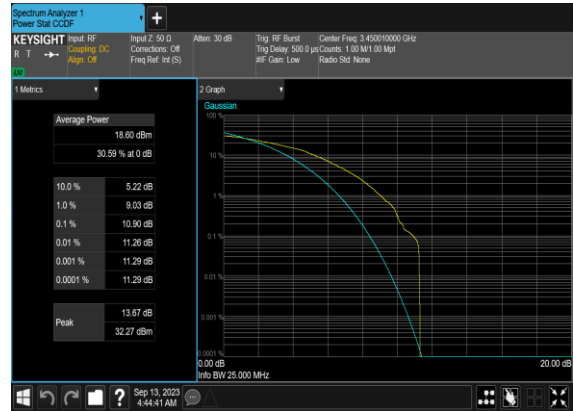 Spectrum Analyzer 1
Power Stat CCDF
+
KEYSIGHT Input: RF
R T
Coupling: DC
Align: Off
Input Z: 50 Ω
Corrections: Off
Freq Ref: Int (S)
Atten: 30 dB
Trig: RF Burst
Trig Delay: 500.0 µs
#IF Gain: Low
Center Freq: 3.450010000 GHz
Counts: 1.00 M/1.00 Mpt
Radio Std: None
1 Metrics
Average Power
18.60 dBm
30.59 % at 0 dB
10.0 % 5.22 dB
1.0 % 9.03 dB
0.1 % 10.90 dB
0.01 % 11.26 dB
0.001 % 11.29 dB
0.0001 % 11.29 dB
Peak
13.67 dB
32.27 dBm
2 Graph
Gaussian
100 %
10 %
1 %
0.1 %
0.01 %
0.001 %
0.0001 %
0.00 dB
20.00 dB
Info BW 25.000 MHz
?
Sep 13, 2023
4:44:41 AM